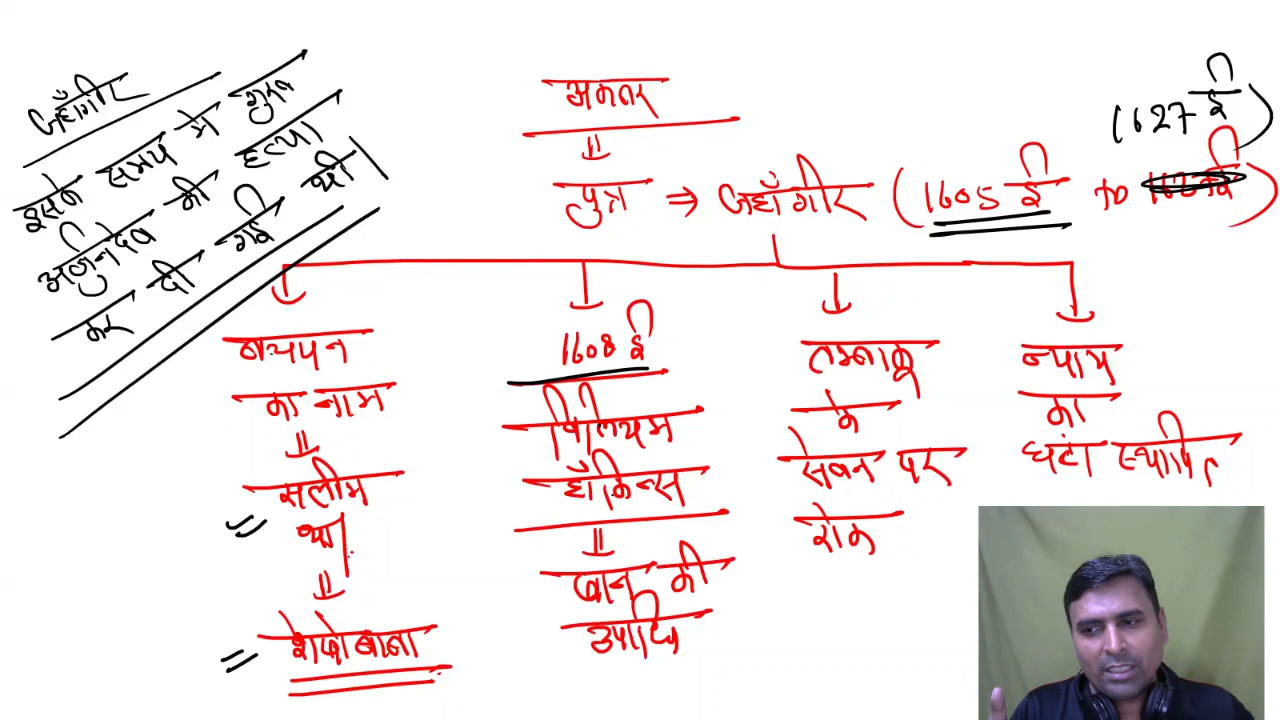 जहाँगीर
इसके समय मे गुरु
अर्जुनदेव की हत्या
कर दी गई थी
अकबर
पुत्र ⇒ जहाँगीर (1605 ई to
(1627 ई)
बचपन
का नाम
सलीम
था।
शेखोबाबा
1608 ई
विलियम
हॉकिन्स
खान की
उपाधि
तम्बाकू
के
सेवन पर
रोक
न्याय
का
घंटा स्थापित